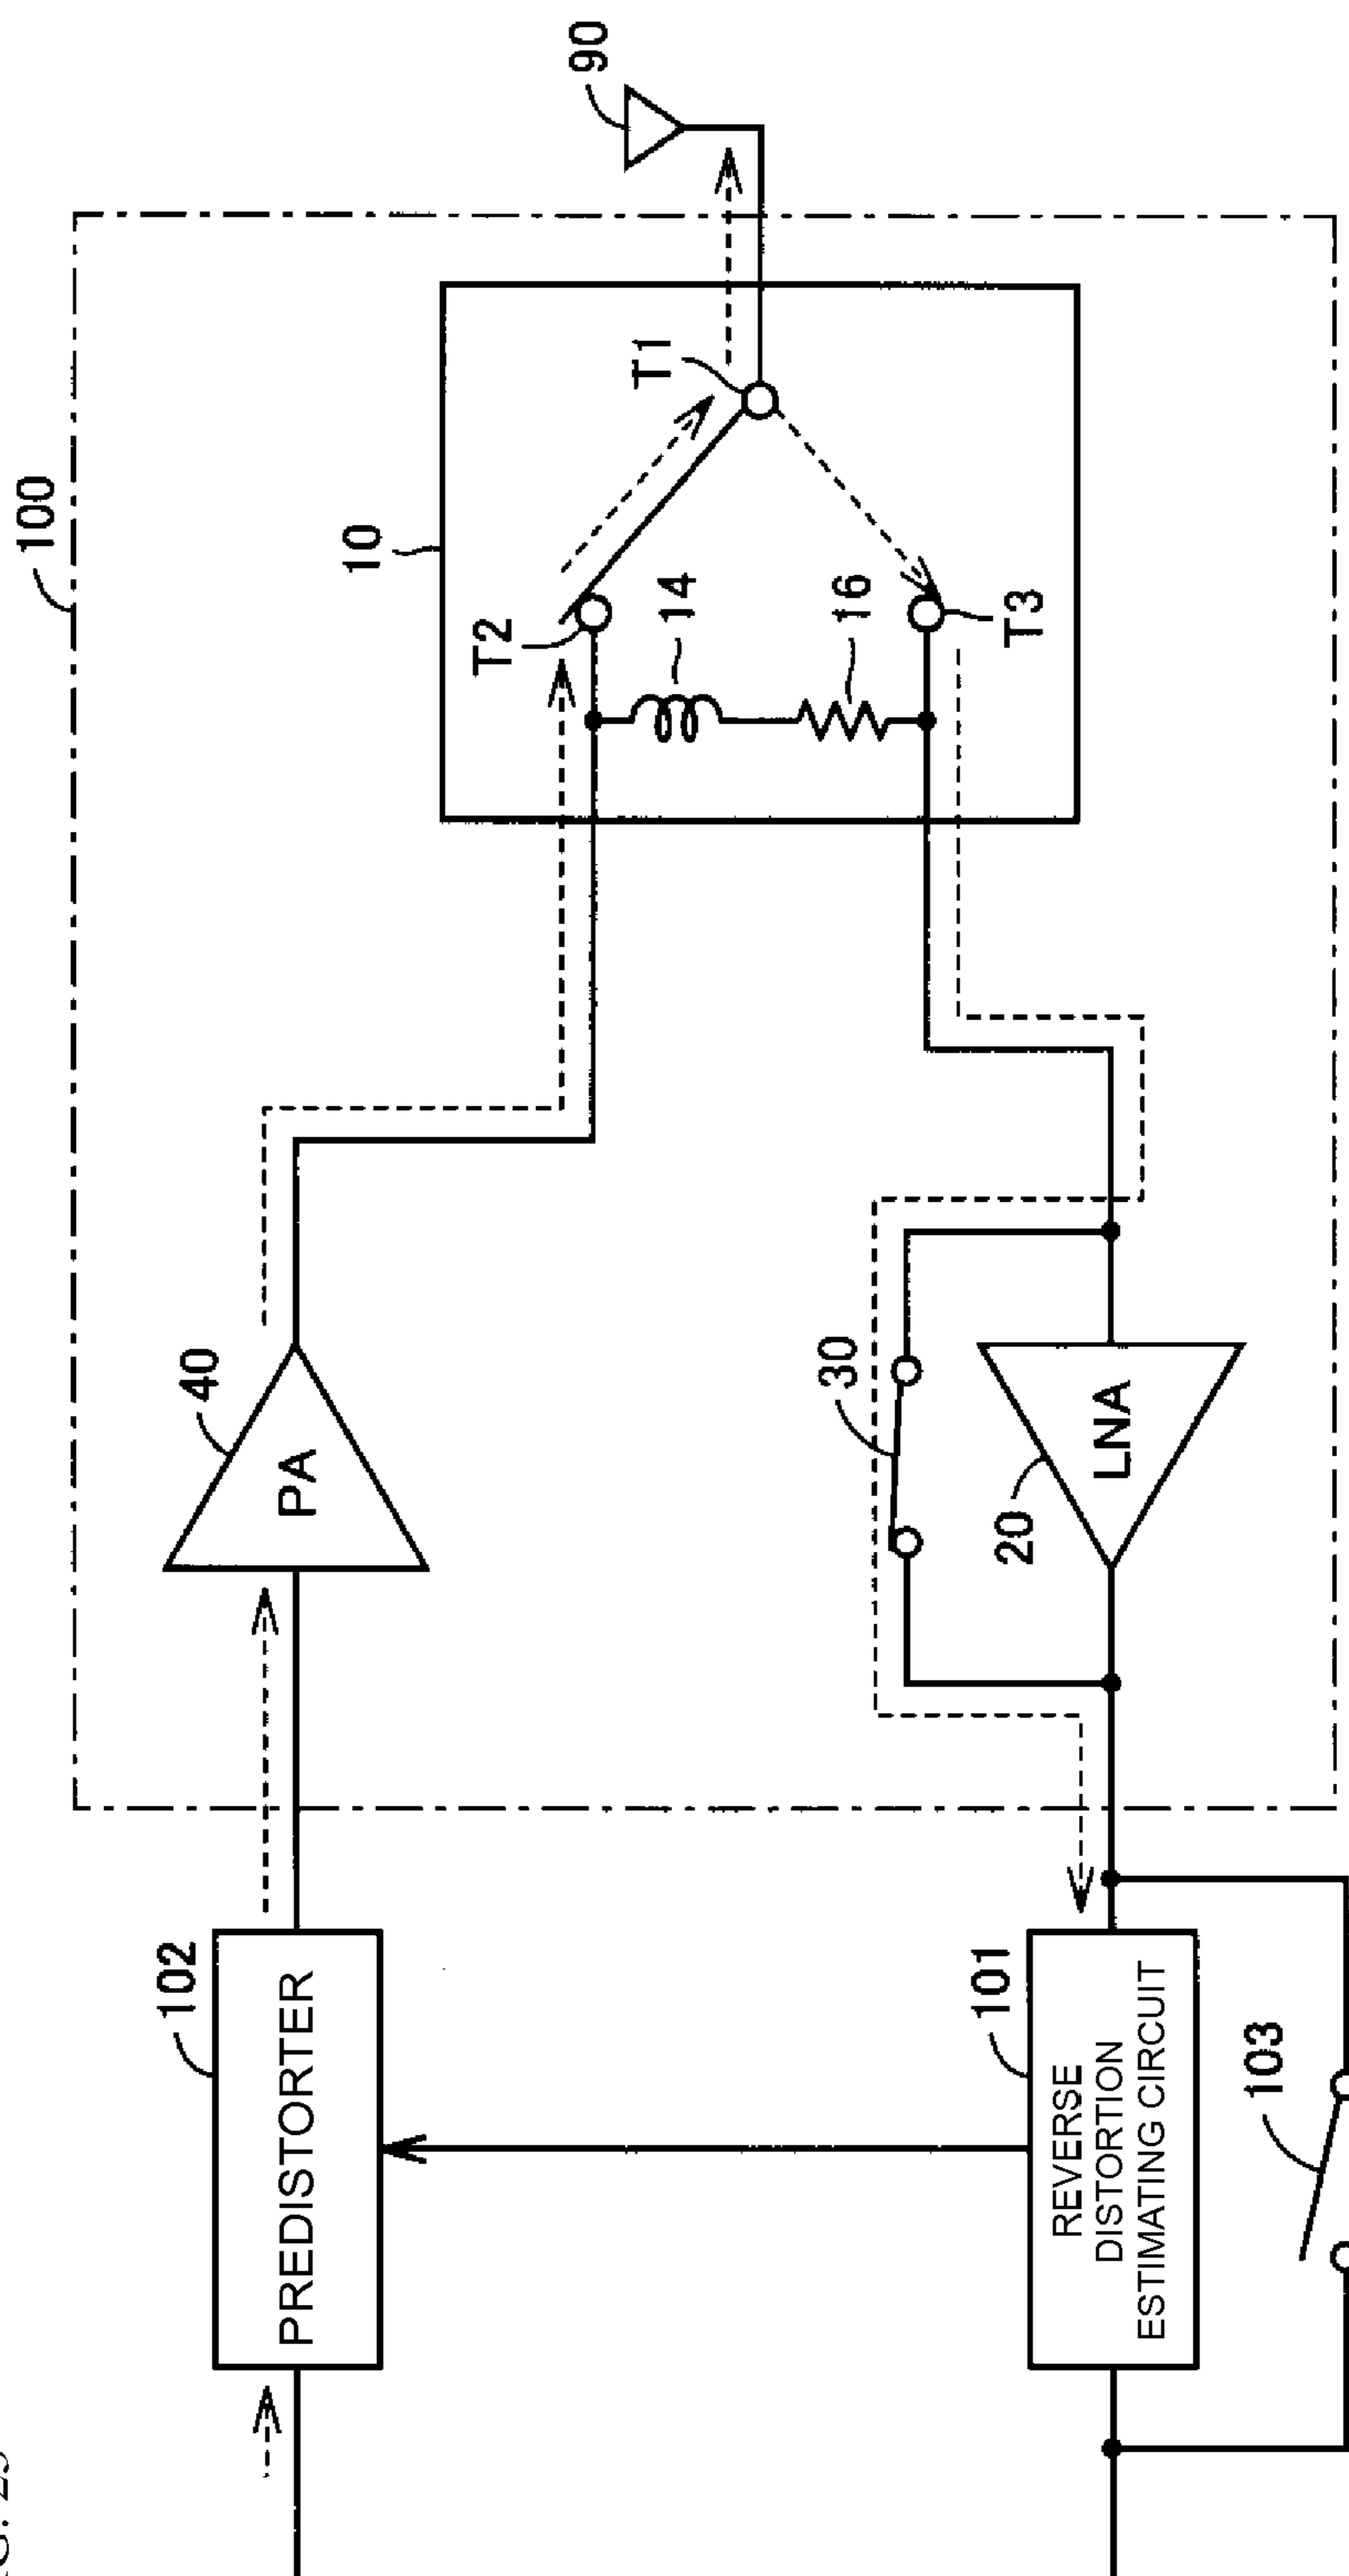 100
102
40
PREDISTORTER
PA
10
T2
T1
90
14
16
T3
30
101
20
REVERSE
DISTORTION
ESTIMATING CIRCUIT
LNA
103